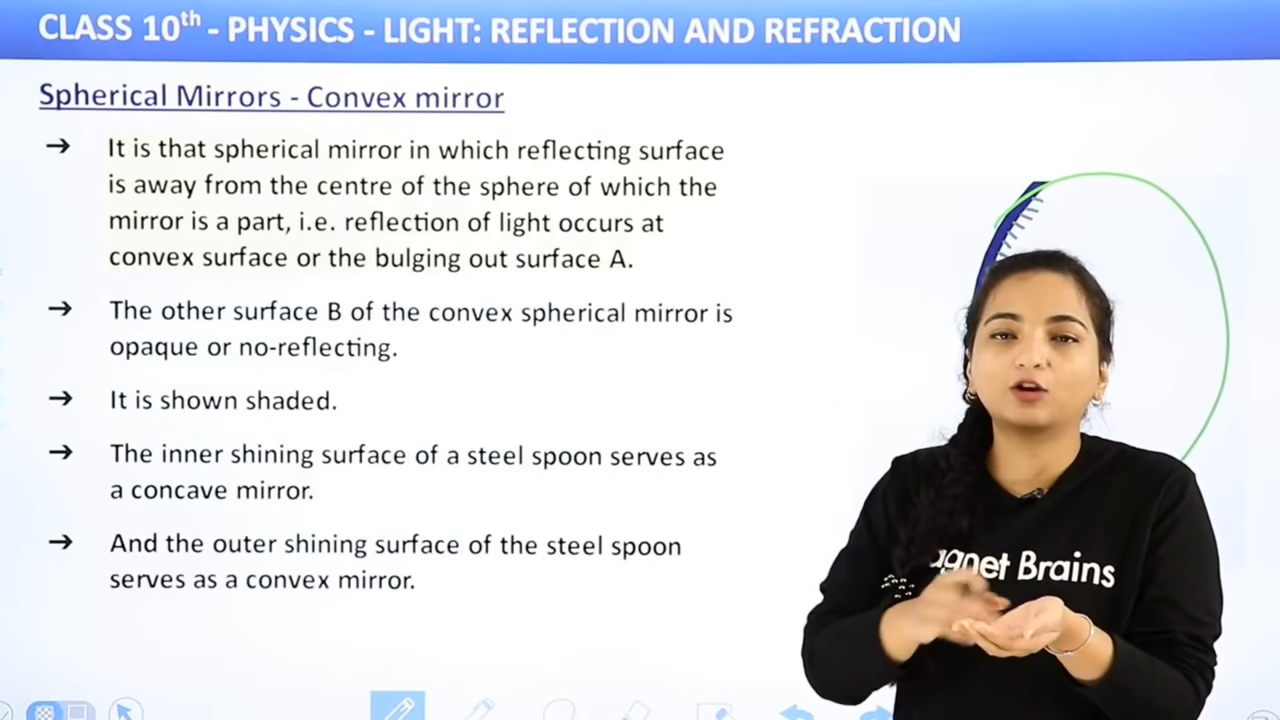 CLASS 10th - PHYSICS - LIGHT: REFLECTION AND REFRACTION
Spherical Mirrors - Convex mirror
➔ It is that spherical mirror in which reflecting surface
is away from the centre of the sphere of which the
mirror is a part, i.e. reflection of light occurs at
convex surface or the bulging out surface A.
➔ The other surface B of the convex spherical mirror is
opaque or no-reflecting.
➔ It is shown shaded.
➔ The inner shining surface of a steel spoon serves as
a concave mirror.
➔ And the outer shining surface of the steel spoon
serves as a convex mirror.
agnet Brains